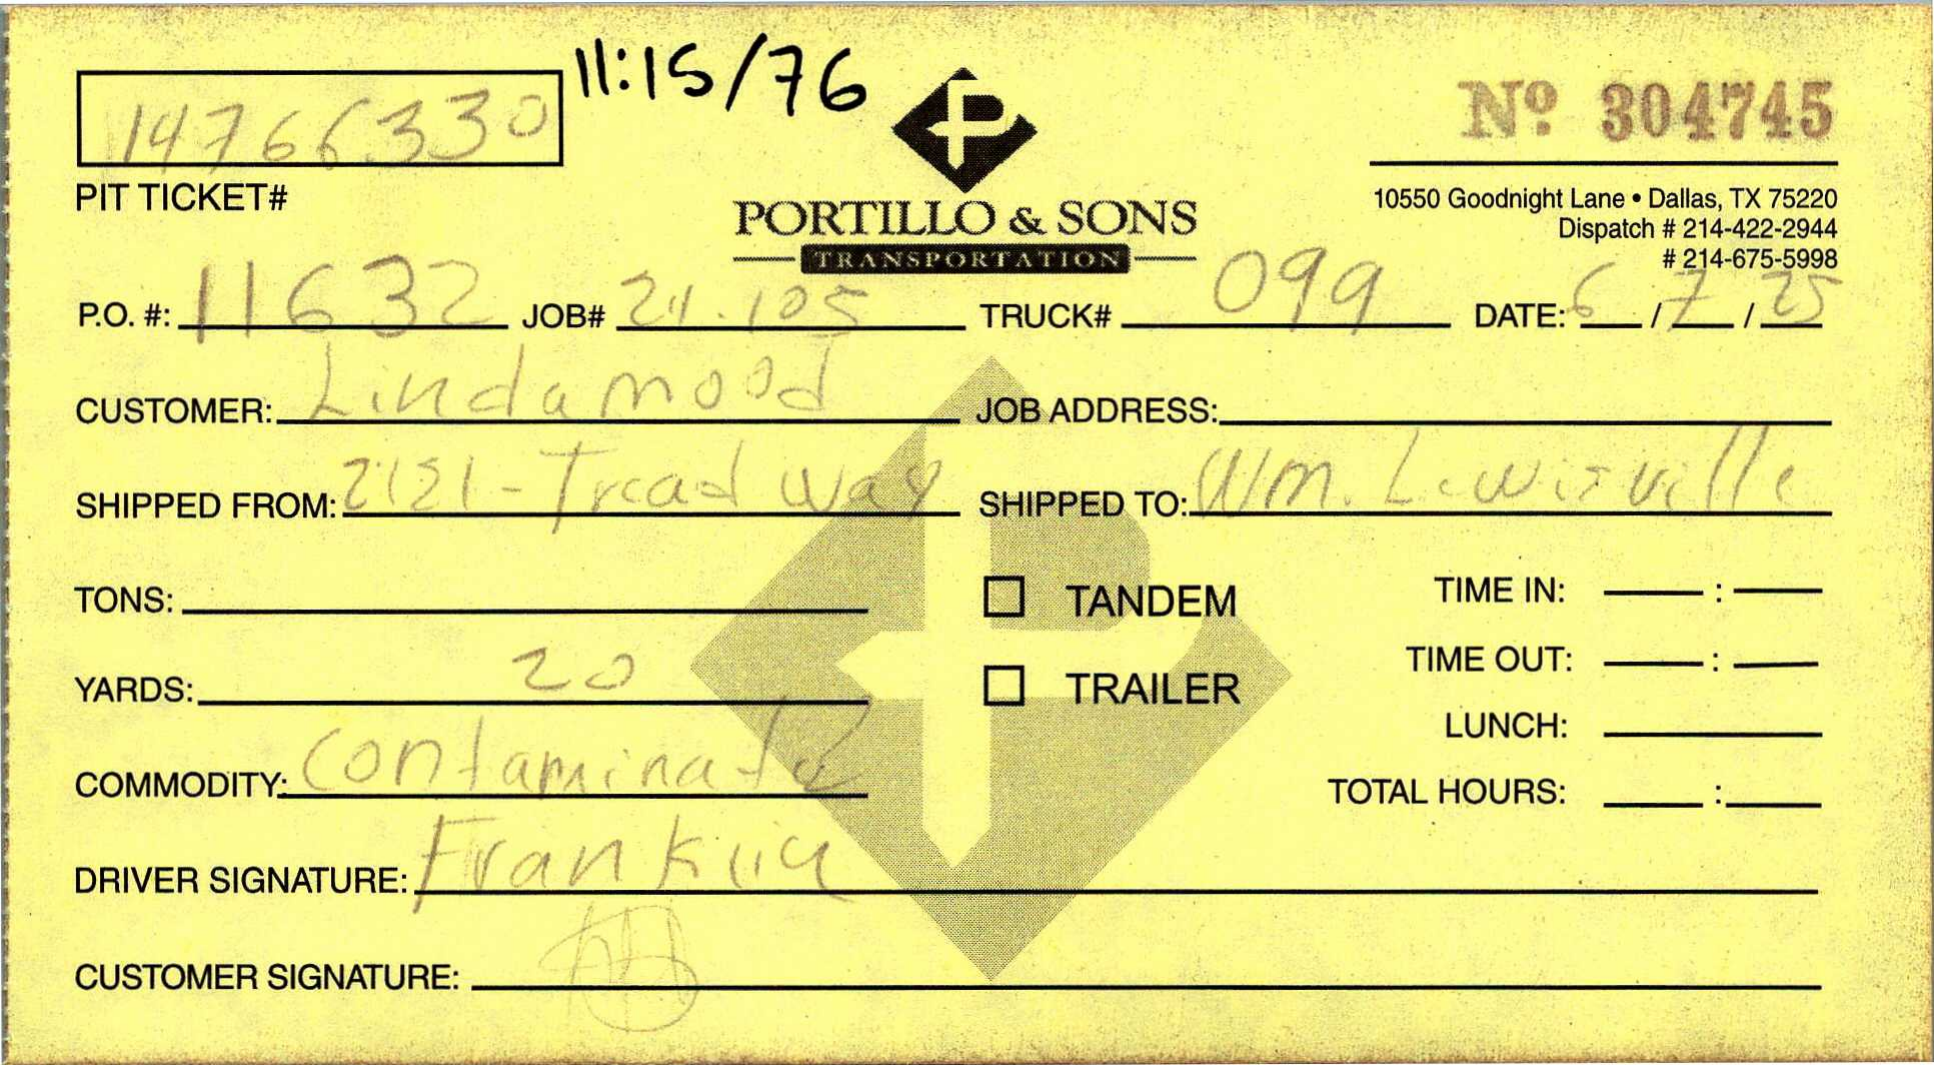 11:15/76
Nº 304745
14766330
PIT TICKET#
PORTILLO & SONS
TRANSPORTATION
10550 Goodnight Lane • Dallas, TX 75220
Dispatch # 214-422-2944
# 214-675-5998
P.O. #: 11632 JOB# 24.105 TRUCK# 099 DATE: 6 / 7 / 25
CUSTOMER: Lindamood JOB ADDRESS:
SHIPPED FROM: 2121 - Tread way SHIPPED TO: WM. Lewisville
TONS: TANDEM TIME IN: :
YARDS: 20 TRAILER TIME OUT: :
LUNCH:
COMMODITY: Contaminate TOTAL HOURS: :
DRIVER SIGNATURE: Franklin
CUSTOMER SIGNATURE: